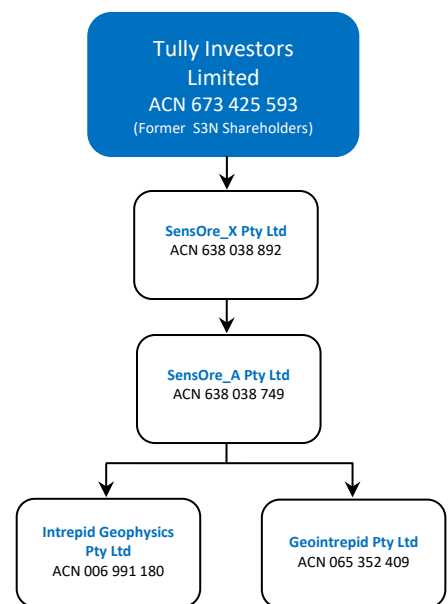 Tully Investors
Limited
ACN 673 425 593
(Former S3N Shareholders)
SensOre_X Pty Ltd
ACN 638 038 892
SensOre_A Pty Ltd
ACN 638 038 749
Intrepid Geophysics
Pty Ltd
ACN 006 991 180
Geointrepid Pty Ltd
ACN 065 352 409